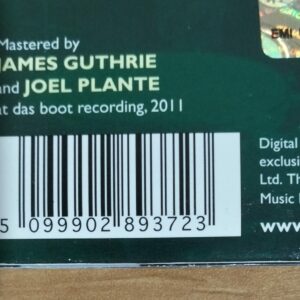 Mastered by
JAMES GUTHRIE
and JOEL PLANTE
at das boot recording, 2011
EMI
5 099902 893723
Digital
exclusi
Ltd. Th
Music
www.